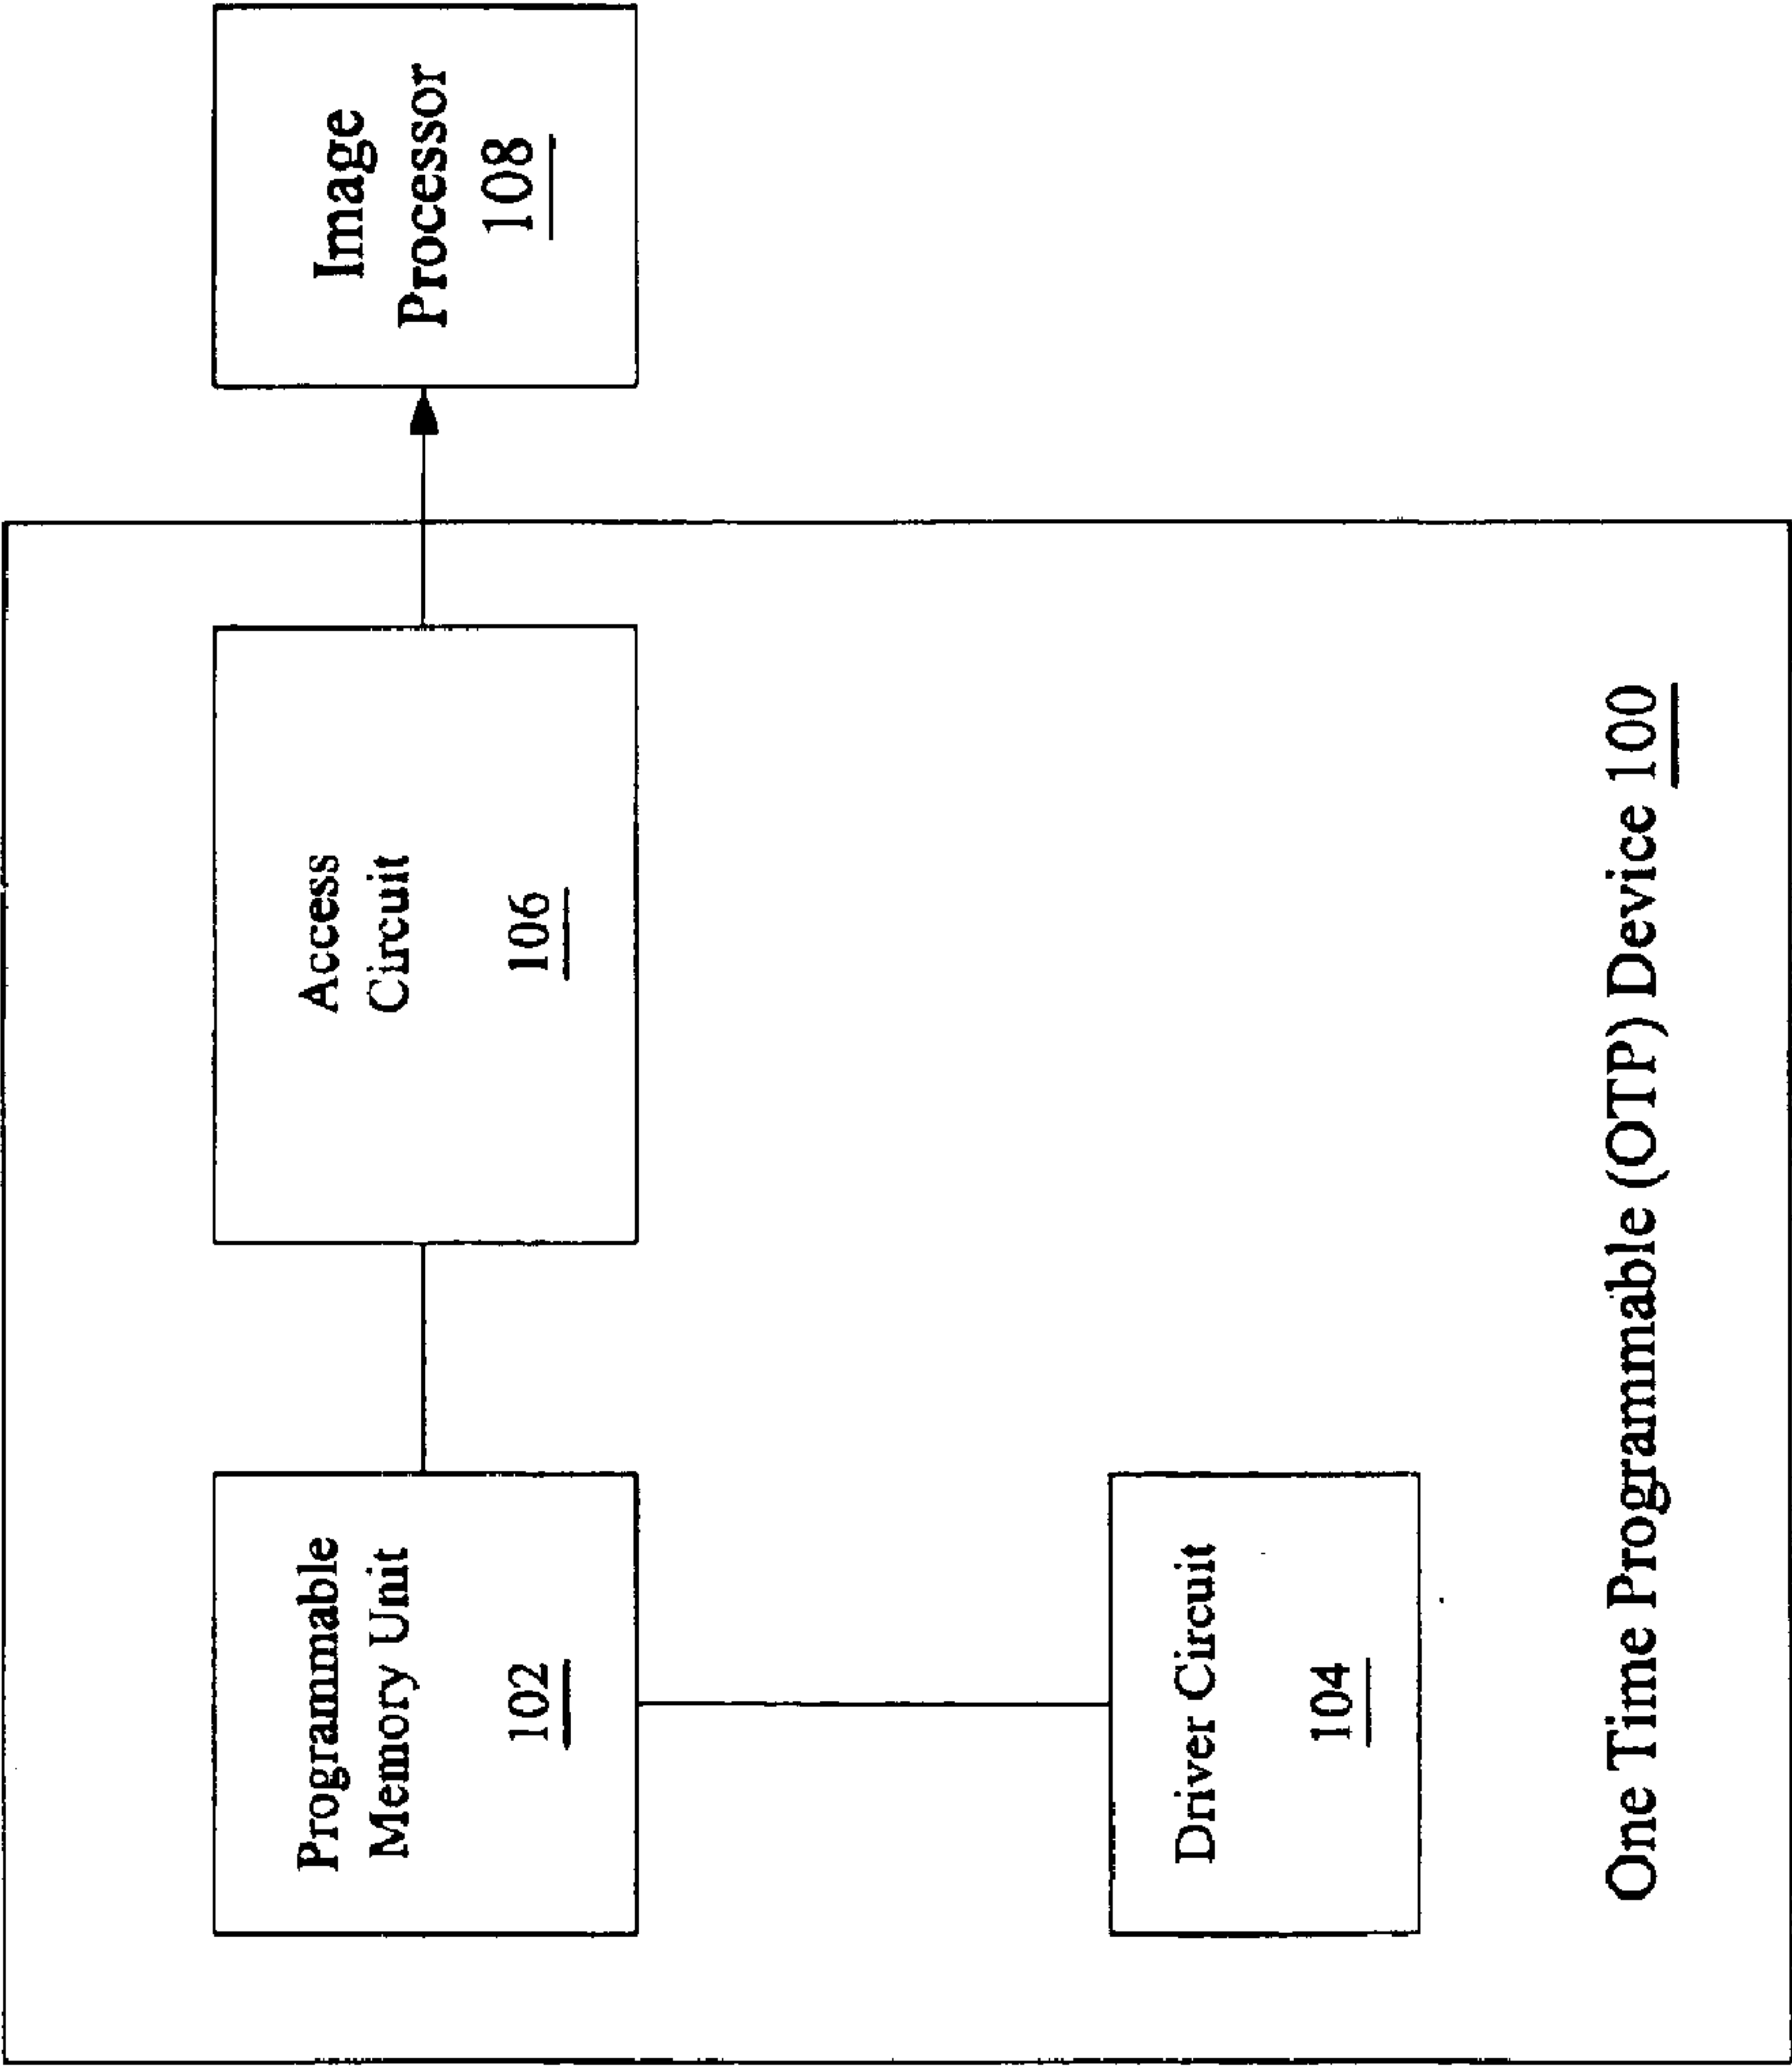 Programmable
Memory Unit
102
Access
Circuit
106
Image
Processor
108
Driver Circuit
104
One Time Programmable (OTP) Device 100